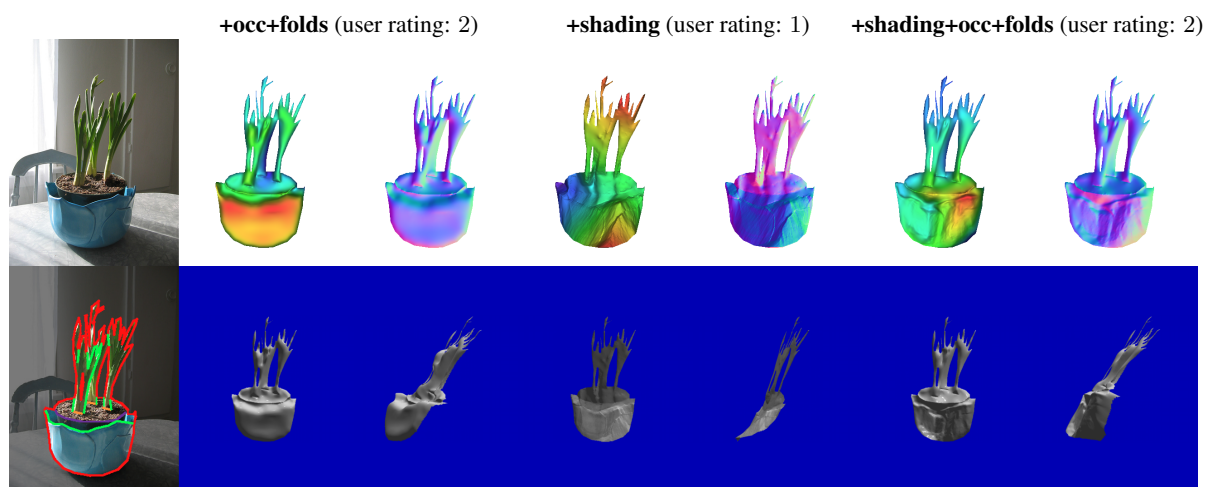 +occ+folds (user rating: 2) +shading (user rating: 1) +shading+occ+folds (user rating: 2)